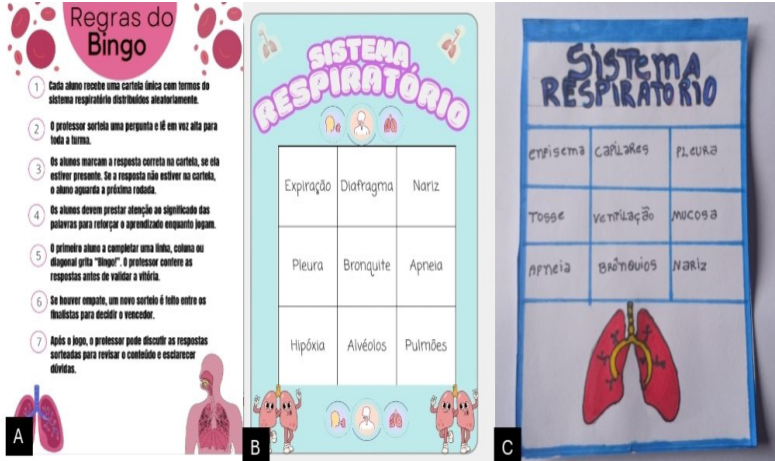 Regras do
Bingo
1 Cada aluno recebe uma cartela única com termos do
sistema respiratório distribuídos aleatoriamente.
2 O professor sorteia uma pergunta e lê em voz alta para
toda a turma.
3 Os alunos marcam a resposta correta na cartela, se ela
estiver presente. Se a resposta não estiver na cartela,
o aluno aguarda a próxima rodada.
4 Os alunos devem prestar atenção ao significado das
palavras para reforçar o aprendizado enquanto jogam.
5 O primeiro aluno a completar uma linha, coluna ou
diagonal grita "Bingo!". O professor confere as
respostas antes de validar a vitória.
6 Se houver empate, um novo sorteio é feito entre os
finalistas para decidir o vencedor.
7 Após o jogo, o professor pode discutir as respostas
sorteadas para revisar o conteúdo e esclarecer
dúvidas.
A
SISTEMA
RESPIRATÓRIO
Expiração Diafragma Nariz
Pleura Bronquite Apneia
Hipóxia Alvéolos Pulmões
B
SISTEMA
RESPIRATÓRIO
enfisema CAPILARES PLEURA
Tosse ventilação MUCOSA
APneia BRÔNQUIOS NARIZ
C